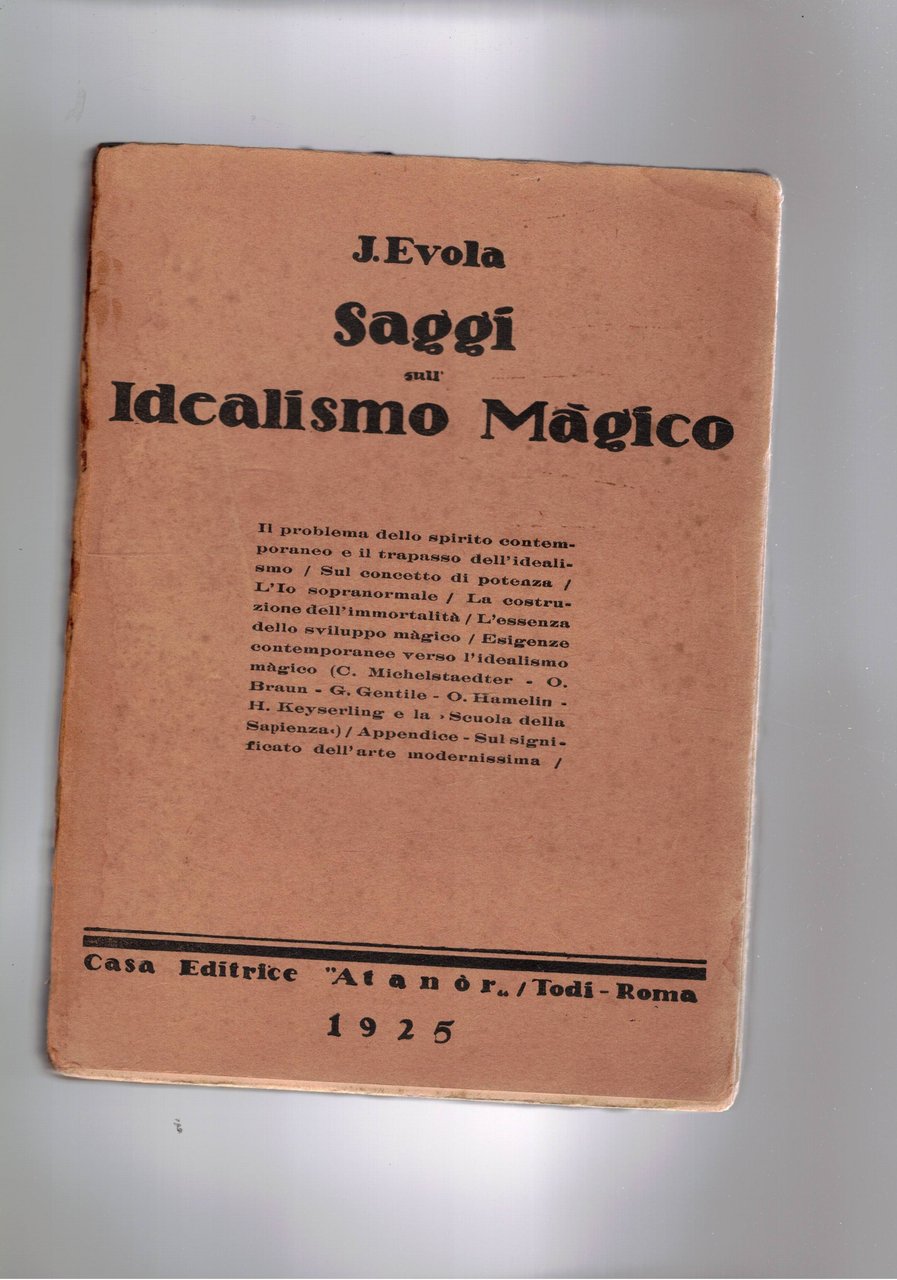 J. Evola
Saggi
sull'
Idealismo Màgico
Il problema dello spirito contem-
poraneo e il trapasso dell'ideali-
smo / Sul concetto di potenza /
L'Io sopranormale / La costru-
zione dell'immortalità / L'essenza
dello sviluppo màgico / Esigenze
contemporanee verso l'idealismo
màgico (C. Michelstaedter - O.
Braun - G. Gentile - O. Hamelin -
H. Keyserling e la ›Scuola della
Sapienza‹) / Appendice - Sul signi-
ficato dell'arte modernissima /
Casa Editrice "Atanòr„ / Todi - Roma
1925